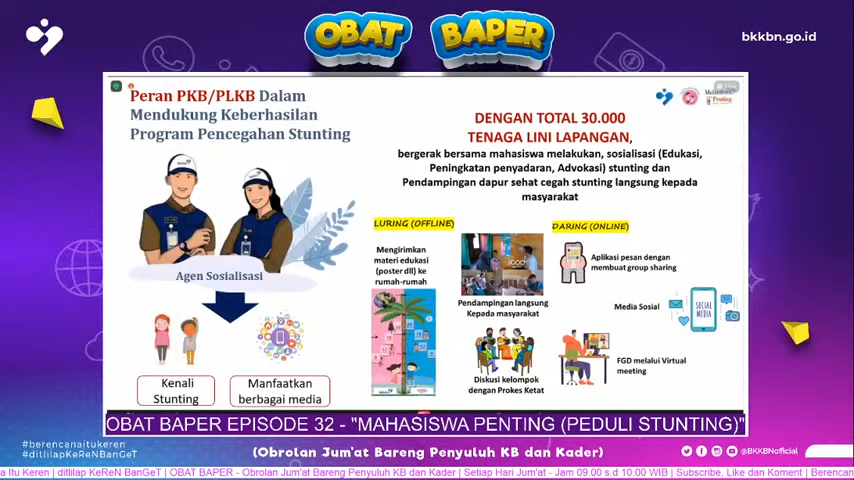 OBAT BAPER
bkkbn.go.id
Peran PKB/PLKB Dalam
Mendukung Keberhasilan
Program Pencegahan Stunting
Agen Sosialisasi
Kenali
Stunting
Manfaatkan
berbagai media
DENGAN TOTAL 30.000
TENAGA LINI LAPANGAN,
bergerak bersama mahasiswa melakukan, sosialisasi (Edukasi,
Peningkatan penyadaran, Advokasi) stunting dan
Pendampingan dapur sehat cegah stunting langsung kepada
masyarakat
LURING (OFFLINE)
Mengirimkan
materi edukasi
(poster dll) ke
rumah-rumah
Pendampingan langsung
Kepada masyarakat
Diskusi kelompok
dengan Prokes Ketat
DARING (ONLINE)
Aplikasi pesan dengan
membuat group sharing
Media Sosial
SOCIAL
MEDIA
FGD melalui Virtual
meeting
OBAT BAPER EPISODE 32 - "MAHASISWA PENTING (PEDULI STUNTING)"
#berencanaitukeren
#ditlilapKeReNBanGeT
(Obrolan Jum'at Bareng Penyuluh KB dan Kader)
@BKKBNofficial
a Itu Keren | ditlilap KeReN BanGeT | OBAT BAPER - Obrolan Jum'at Bareng Penyuluh KB dan Kader | Setiap Hari Jum'at - Jam 09.00 s.d 10.00 WIB | Subscribe, Like dan Koment | Berencan